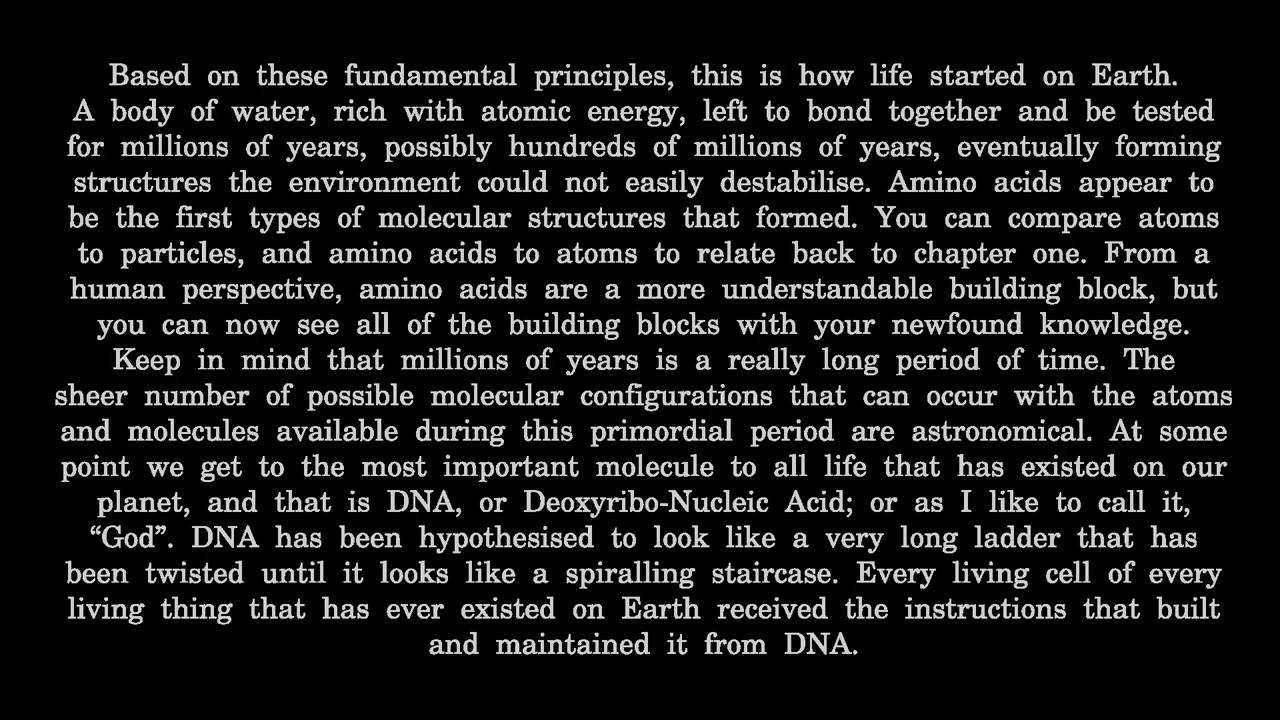 Based on these fundamental principles, this is how life started on Earth.
A body of water, rich with atomic energy, left to bond together and be tested
for millions of years, possibly hundreds of millions of years, eventually forming
structures the environment could not easily destabilise. Amino acids appear to
be the first types of molecular structures that formed. You can compare atoms
to particles, and amino acids to atoms to relate back to chapter one. From a
human perspective, amino acids are a more understandable building block, but
you can now see all of the building blocks with your newfound knowledge.
Keep in mind that millions of years is a really long period of time. The
sheer number of possible molecular configurations that can occur with the atoms
and molecules available during this primordial period are astronomical. At some
point we get to the most important molecule to all life that has existed on our
planet, and that is DNA, or Deoxyribo-Nucleic Acid; or as I like to call it,
“God”. DNA has been hypothesised to look like a very long ladder that has
been twisted until it looks like a spiralling staircase. Every living cell of every
living thing that has ever existed on Earth received the instructions that built
and maintained it from DNA.